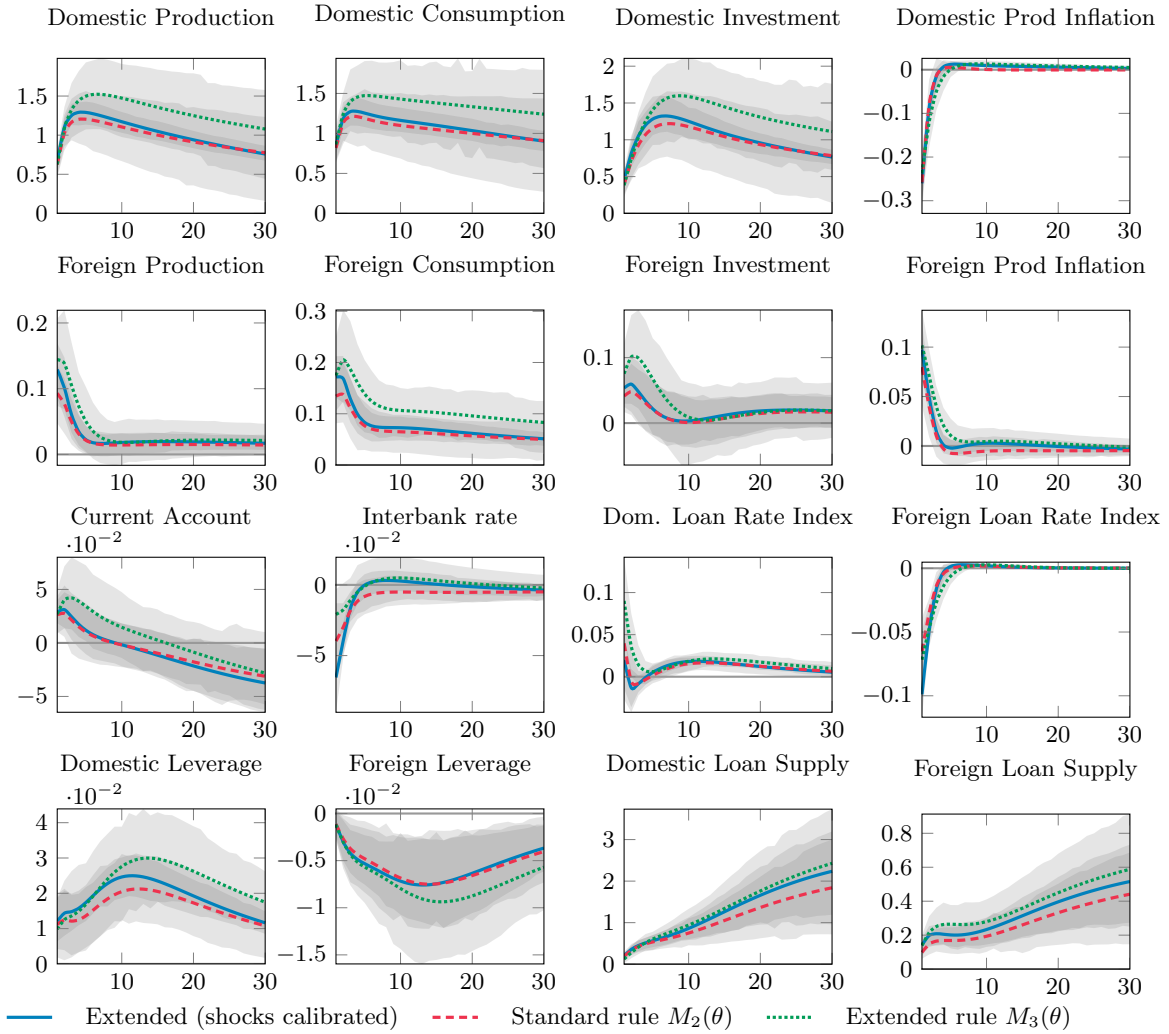 Domestic Production Domestic Consumption Domestic Investment Domestic Prod Inflation
0 0.5 1 1.5 10 20 30
0 0.5 1 1.5 10 20 30
0 0.5 1 1.5 2 10 20 30
−0.3 −0.2 −0.1 0 10 20 30
Foreign Production Foreign Consumption Foreign Investment Foreign Prod Inflation
0 0.1 0.2 10 20 30
0 0.1 0.2 0.3 10 20 30
0 0.1 10 20 30
0 0.05 0.1 10 20 30
Current Account Interbank rate Dom. Loan Rate Index Foreign Loan Rate Index
·10−2 −5 0 5 10 20 30
·10−2 −5 0 10 20 30
0 0.05 0.1 10 20 30
−0.1 −0.05 0 10 20 30
Domestic Leverage Foreign Leverage Domestic Loan Supply Foreign Loan Supply
·10−2 0 1 2 3 4 10 20 30
·10−2 −1.5 −1 −0.5 0 10 20 30
0 1 2 3 10 20 30
0 0.2 0.4 0.6 0.8 10 20 30
Extended (shocks calibrated) Standard rule M2(θ) Extended rule M3(θ)